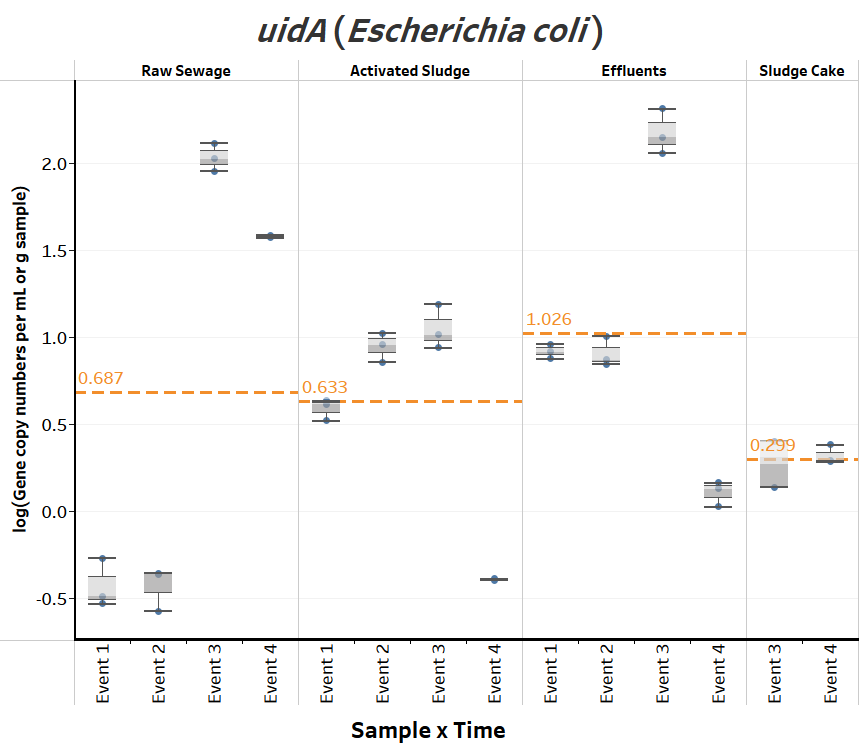 uidA (Escherichia coli)
Raw Sewage Activated Sludge Effluents Sludge Cake
log(Gene copy numbers per mL or g sample)
2.0
1.5
1.0
0.5
0.0
-0.5
0.687
0.633
1.026
0.299
Event 1 Event 2 Event 3 Event 4 Event 1 Event 2 Event 3 Event 4 Event 1 Event 2 Event 3 Event 4 Event 3 Event 4
Sample x Time